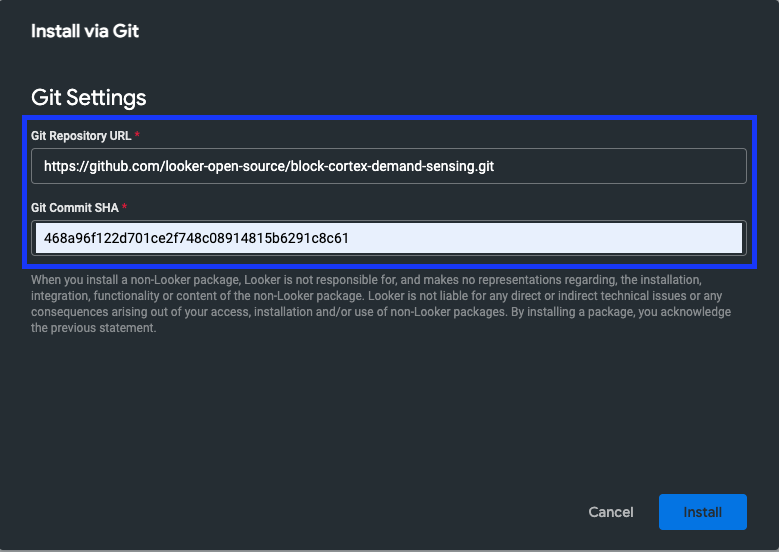 Install via Git
Git Settings
Git Repository URL *
https://github.com/looker-open-source/block-cortex-demand-sensing.git
Git Commit SHA *
468a96f122d701ce2f748c08914815b6291c8c61
When you install a non-Looker package, Looker is not responsible for, and makes no representations regarding, the installation,
integration, functionality or content of the non-Looker package. Looker is not liable for any direct or indirect technical issues or any
consequences arising out of your access, installation and/or use of non-Looker packages. By installing a package, you acknowledge
the previous statement.
Cancel
Install